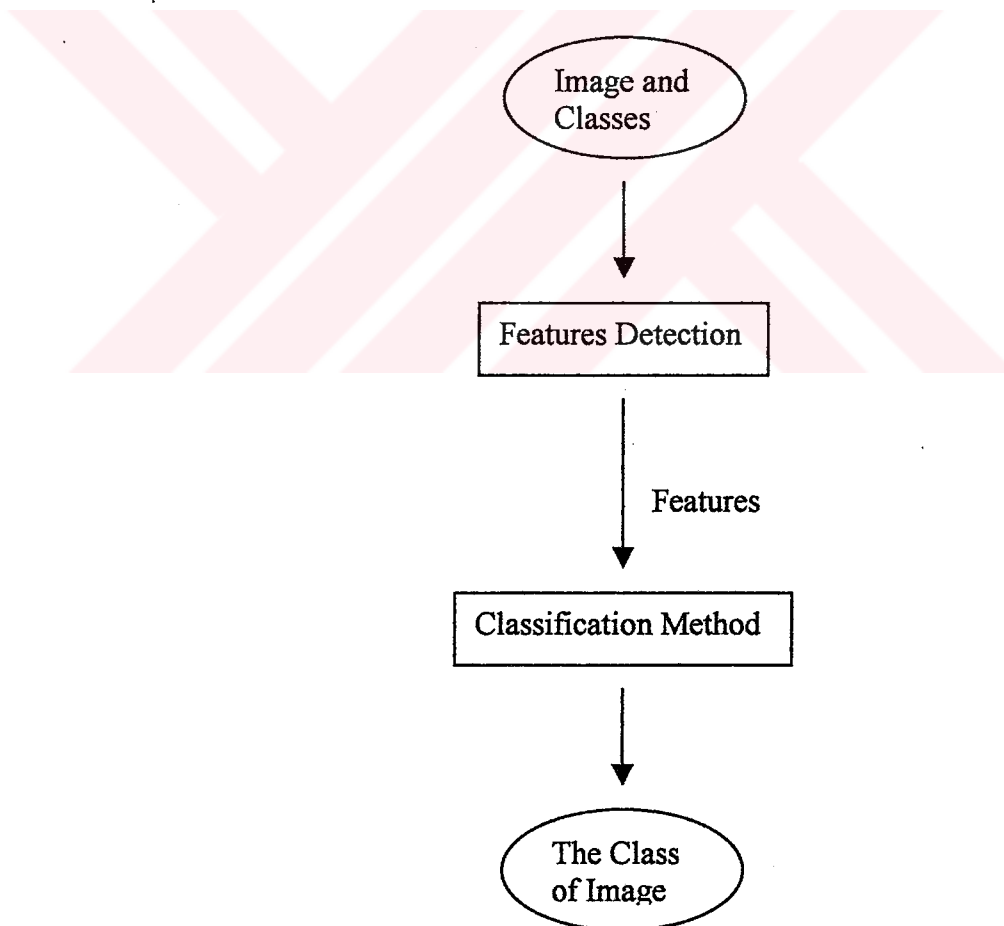 Image and
Classes
Features Detection
Features
Classification Method
The Class
of Image